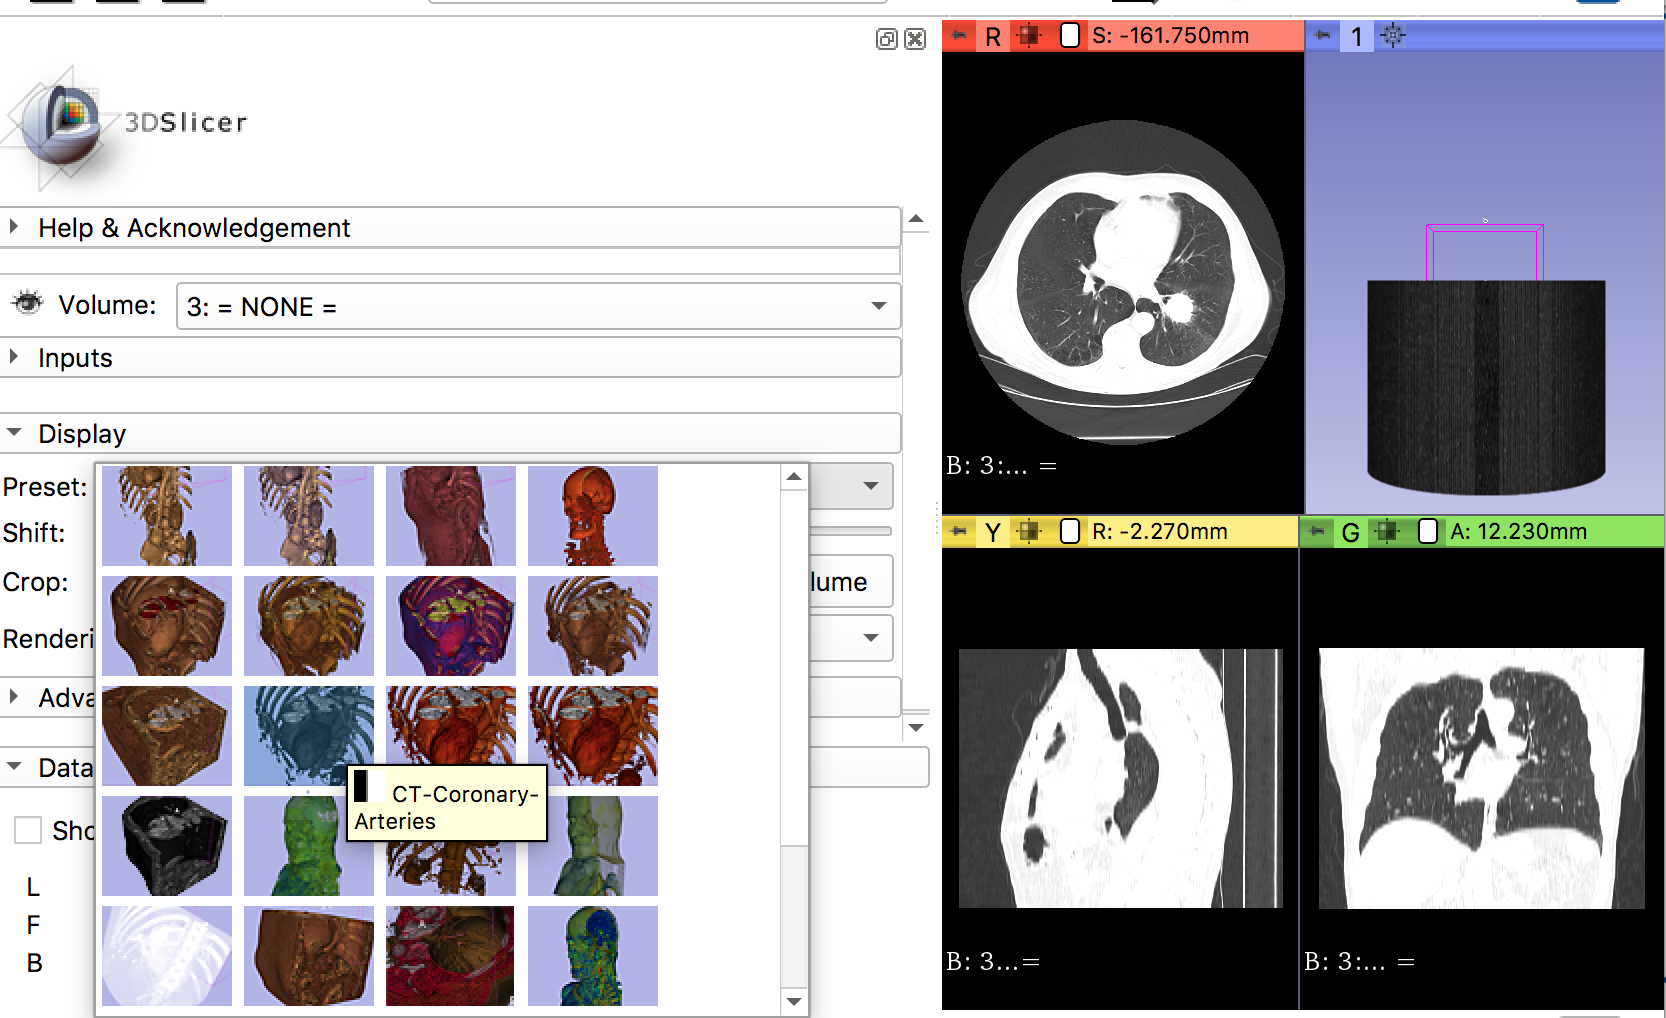 R
S: -161.750mm
1
3DSlicer
Help & Acknowledgement
Volume:
3: = NONE =
Inputs
Display
Preset:
Shift:
Crop:
lume
Renderi
Adva
Data
Sho
L
F
B
CT-Coronary-
Arteries
S
B: 3:... =
Y
R: -2.270mm
G
A: 12.230mm
B: 3...=
B: 3:... =